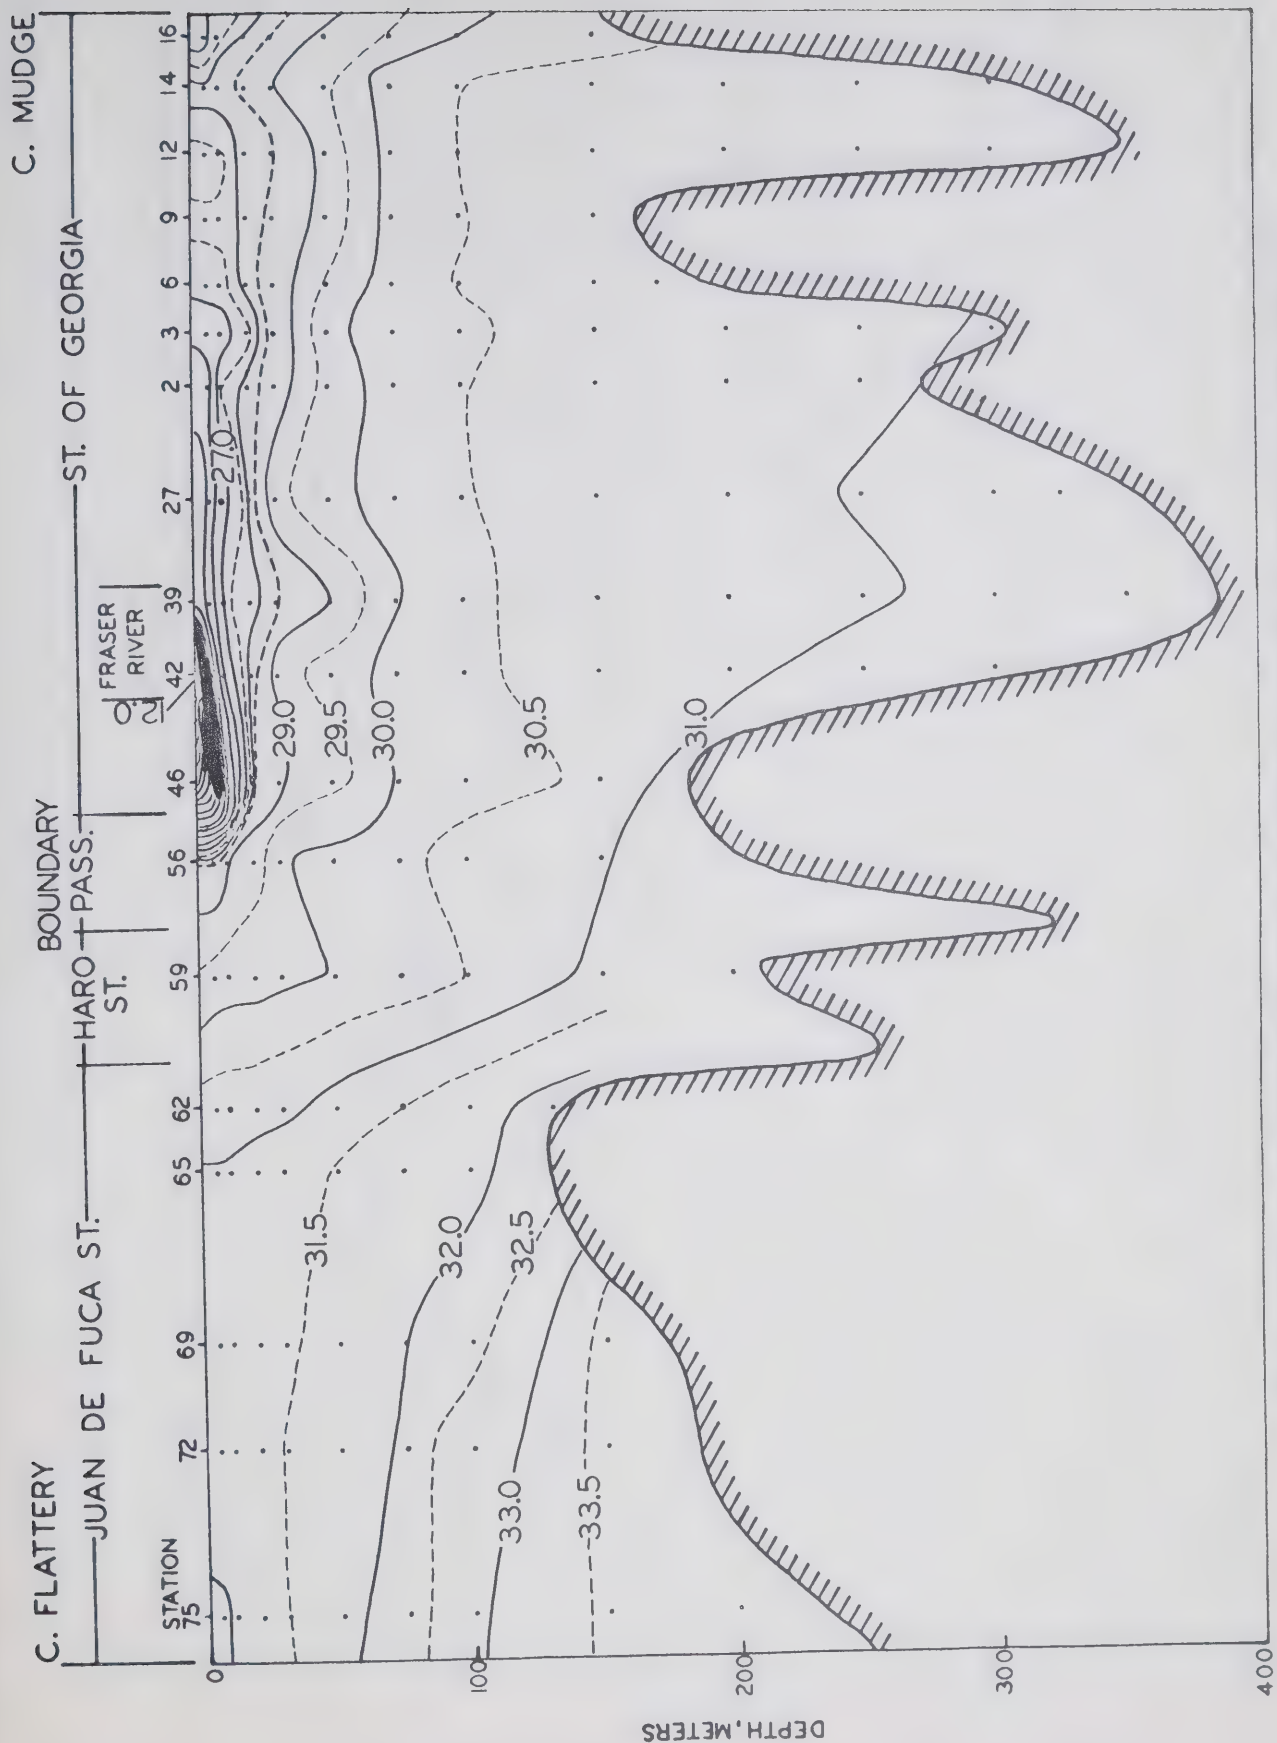 C. FLATTERY
C. MUDGE
JUAN DE FUCA ST.
HARO ST.
BOUNDARY PASS.
ST. OF GEORGIA
FRASER RIVER
STATION
75 72 69 65 62 59 56 46 42 39 27 2 3 6 9 12 14 16
27.0
29.0
29.5
30.0
30.5
31.0
31.5
32.0
32.5
33.0
33.5
0
100
200
300
400
DEPTH, METERS